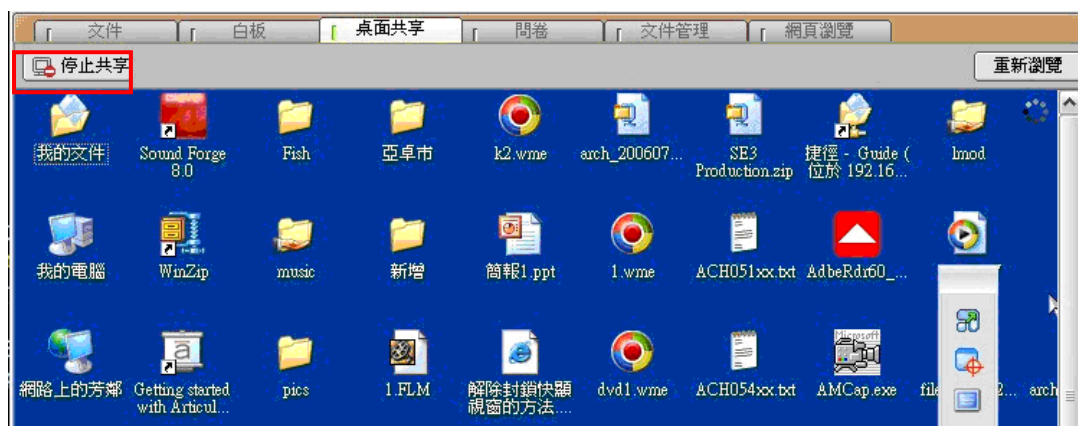 文件 白板 桌面共享 問卷 文件管理 網頁瀏覽
停止共享 重新瀏覽
我的文件 Sound Forge 8.0 Fish 亞卓市 k2.wme arch_200607... SE3 Production.zip 捷徑 - Guide ( 位於 192.16... lmod
我的電腦 WinZip music 新增 簡報1.ppt 1.wme ACH051xx.txt AdbeRdr60_...
網路上的芳鄰 Getting started with Articul... pics 1.FLM 解除封鎖快顯視窗的方法.... dvd1.wme ACH054xx.txt AMCap.exe file 2... arch